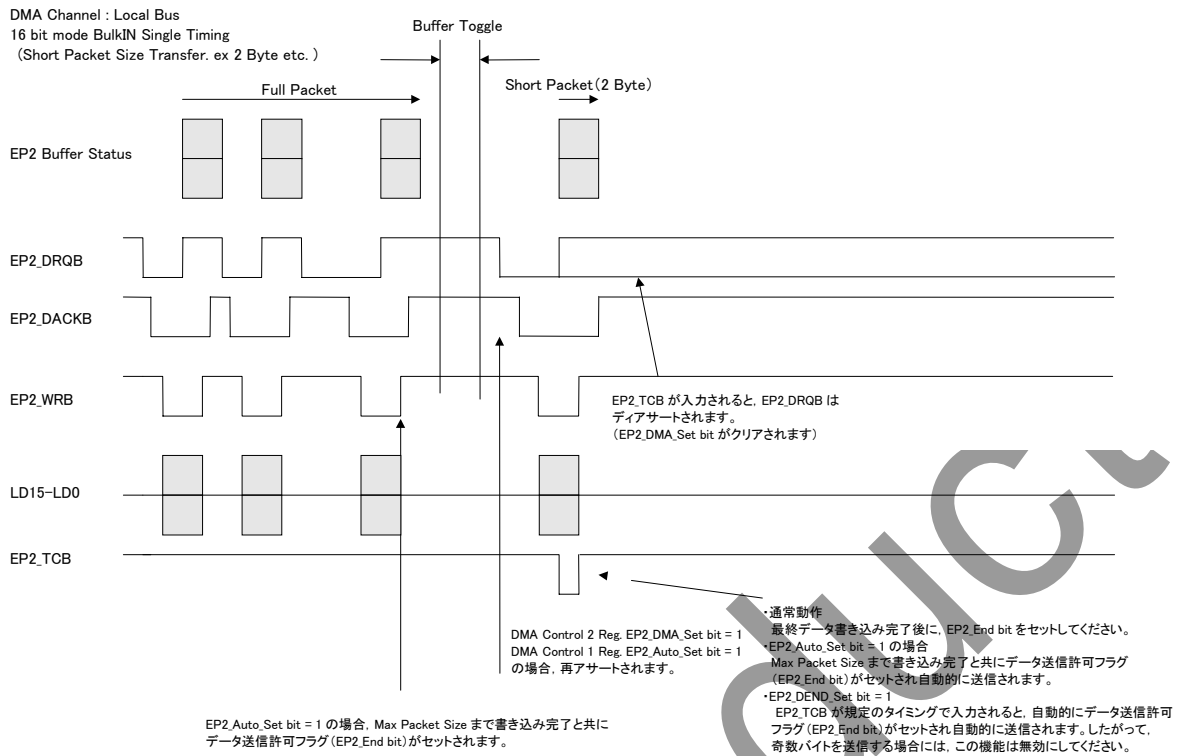 DMA Channel : Local Bus
16 bit mode BulkIN Single Timing
(Short Packet Size Transfer. ex 2 Byte etc. )
Buffer Toggle
Full Packet
Short Packet(2 Byte)
EP2 Buffer Status
EP2_DRQB
EP2_DACKB
EP2_WRB
EP2_TCB が入力されると, EP2_DRQB は
ディアサートされます。
(EP2_DMA_Set bit がクリアされます)
LD15-LD0
EP2_TCB
DMA Control 2 Reg. EP2_DMA_Set bit = 1
DMA Control 1 Reg. EP2_Auto_Set bit = 1
の場合, 再アサートされます。
・通常動作
最終データ書き込み完了後に, EP2_End bit をセットしてください。
・EP2_Auto_Set bit = 1 の場合
Max Packet Size まで書き込み完了と共にデータ送信許可フラグ
(EP2_End bit)がセットされ自動的に送信されます。
・EP2_DEND_Set bit = 1
EP2_TCB が規定のタイミングで入力されると, 自動的にデータ送信許可
フラグ(EP2_End bit)がセットされ自動的に送信されます。したがって,
奇数バイトを送信する場合には, この機能は無効にしてください。
EP2_Auto_Set bit = 1 の場合, Max Packet Size まで書き込み完了と共に
データ送信許可フラグ(EP2_End bit)がセットされます。
duct